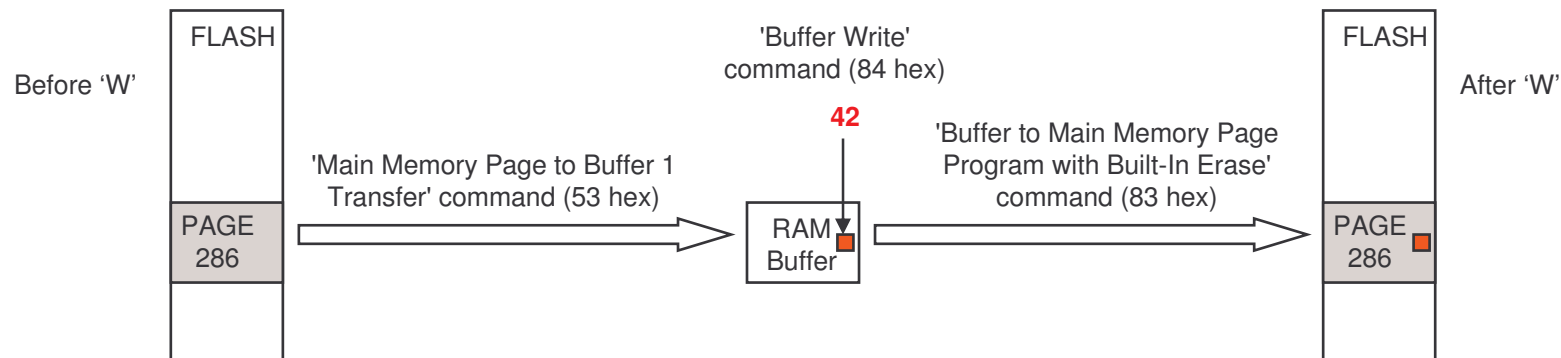 Before ‘W’
FLASH
PAGE
286
'Main Memory Page to Buffer 1
Transfer' command (53 hex)
'Buffer Write'
command (84 hex)
42
RAM
Buffer
'Buffer to Main Memory Page
Program with Built-In Erase'
command (83 hex)
FLASH
PAGE
286
After ‘W’